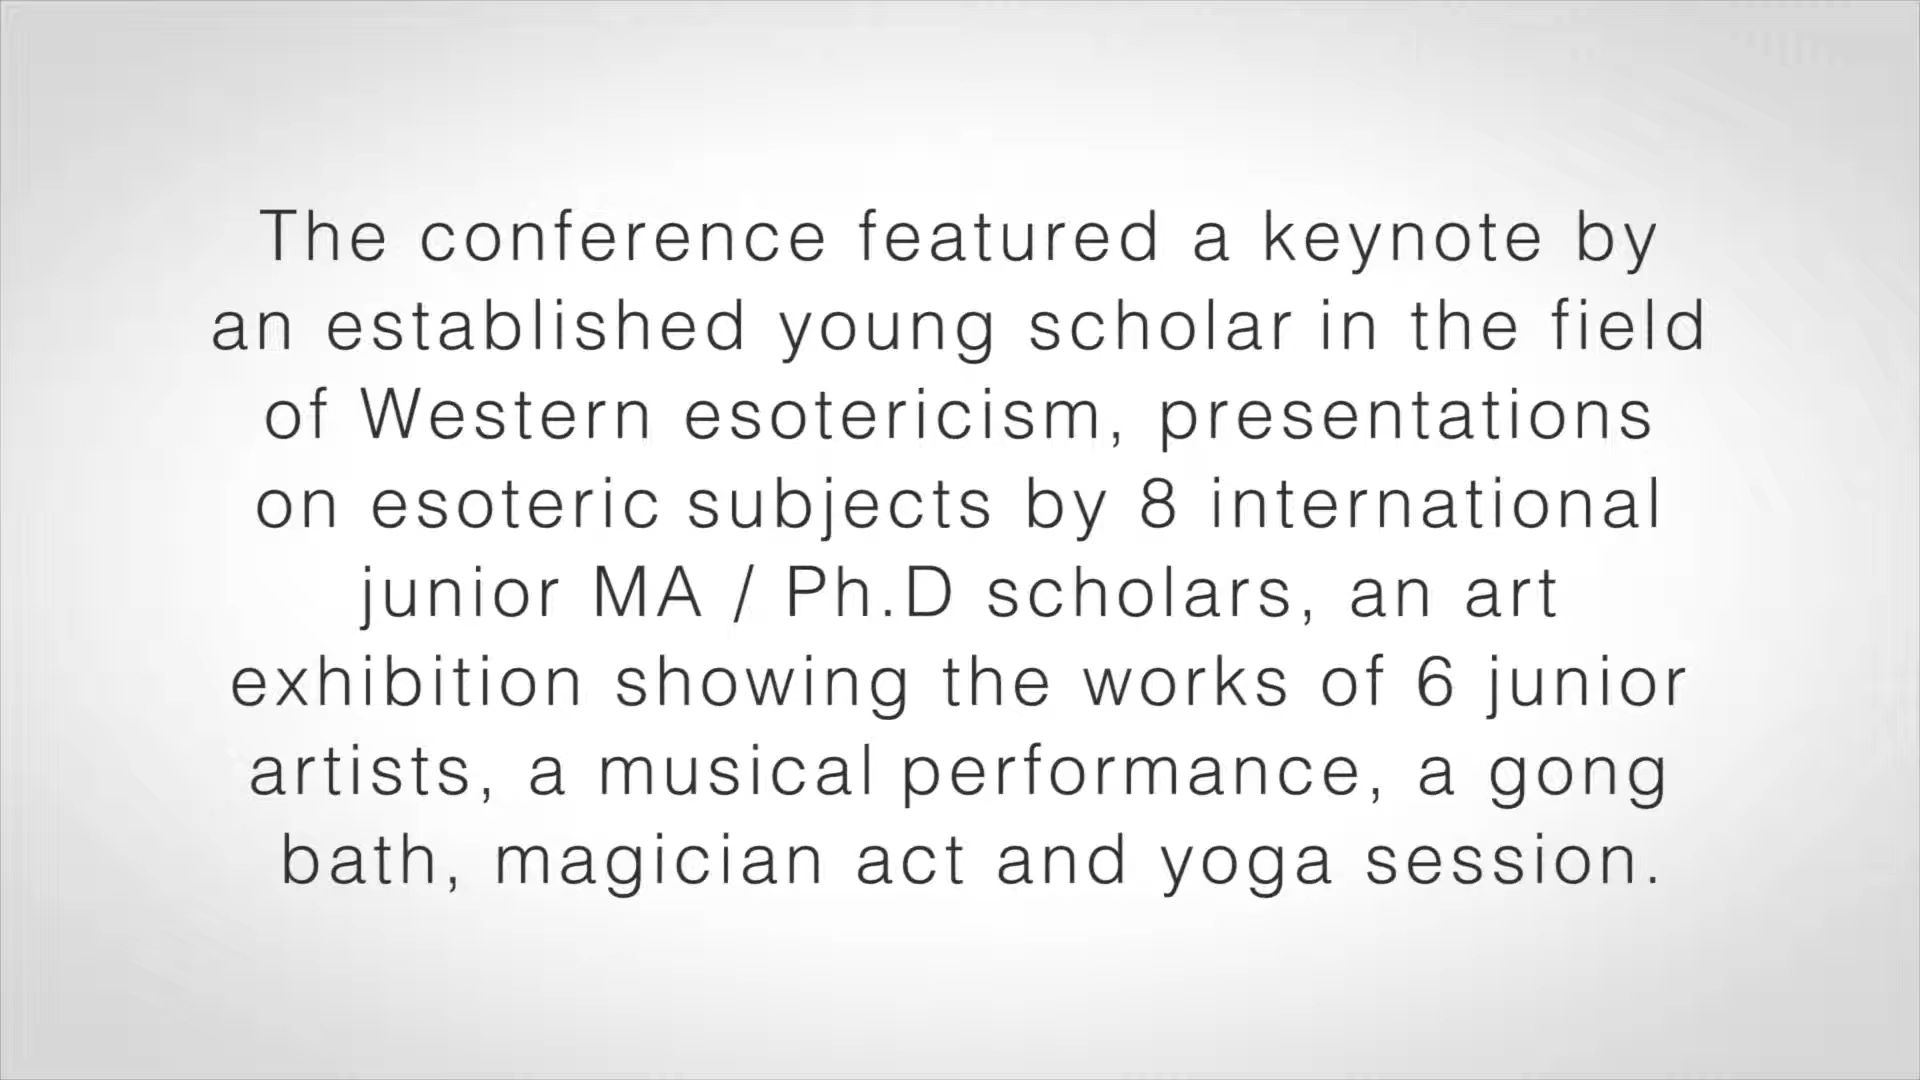 The conference featured a keynote by
an established young scholar in the field
of Western esotericism, presentations
on esoteric subjects by 8 international
junior MA / Ph.D scholars, an art
exhibition showing the works of 6 junior
artists, a musical performance, a gong
bath, magician act and yoga session.